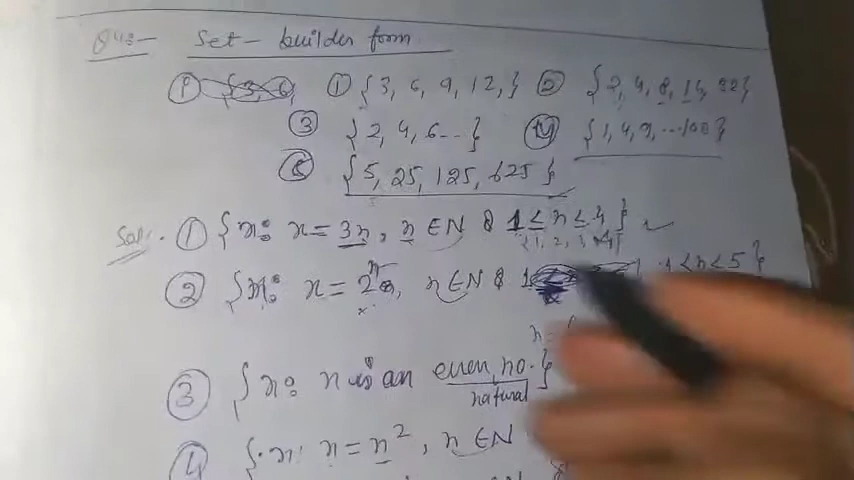 Q4:- Set - builder form
① {3, 6, 9, 12,} ② {2, 4, 8, 16, 32}
③ {2, 4, 6...} ④ {1, 4, 9, ...100}
⑤ {5, 25, 125, 625}
Sol:- ① {x: x = 3n, n ∈ N & 1 ≤ n ≤ 4}
{1, 2, 3, 4}
② {x: x = 2ⁿ, n ∈ N & 1 ≤ n ≤ 5}
③ {x: x is an even no.}
natural
④ {x: x = n², n ∈ N